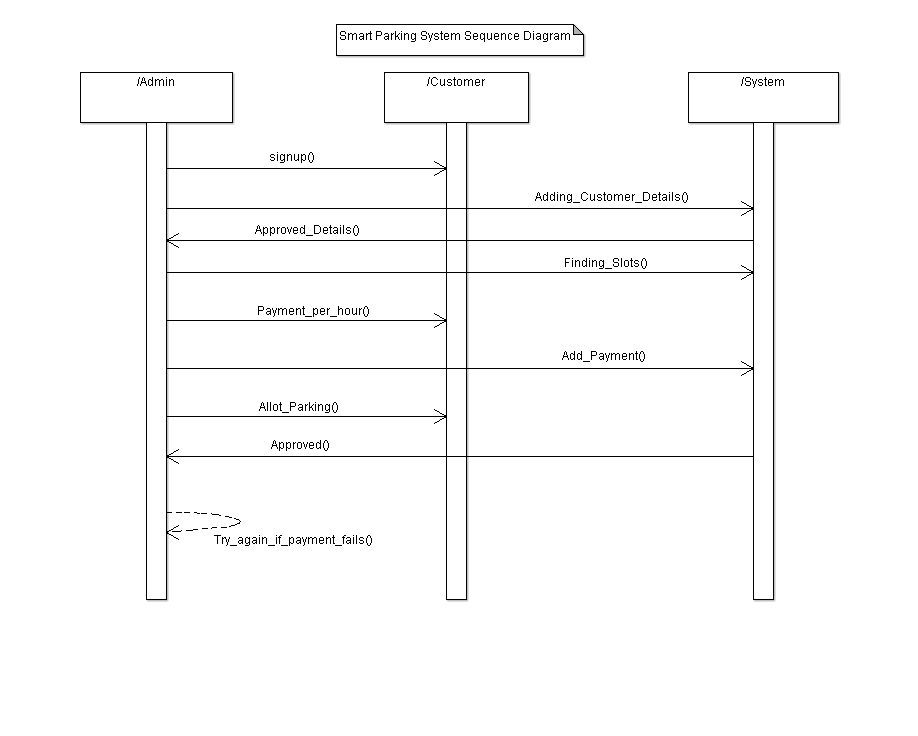 Smart Parking System Sequence Diagram
/Admin
/Customer
/System
signup()
Adding_Customer_Details()
Approved_Details()
Finding_Slots()
Payment_per_hour()
Add_Payment()
Allot_Parking()
Approved()
Try_again_if_payment_fails()